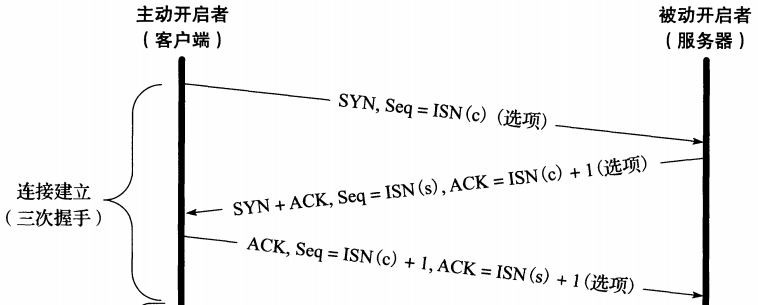 主动开启者
（客户端）
被动开启者
（服务器）
SYN, Seq = ISN(c) (选项)
SYN + ACK, Seq = ISN(s), ACK = ISN(c) + 1(选项)
连接建立
（三次握手）
ACK, Seq = ISN(c) + 1, ACK = ISN(s) + 1(选项)